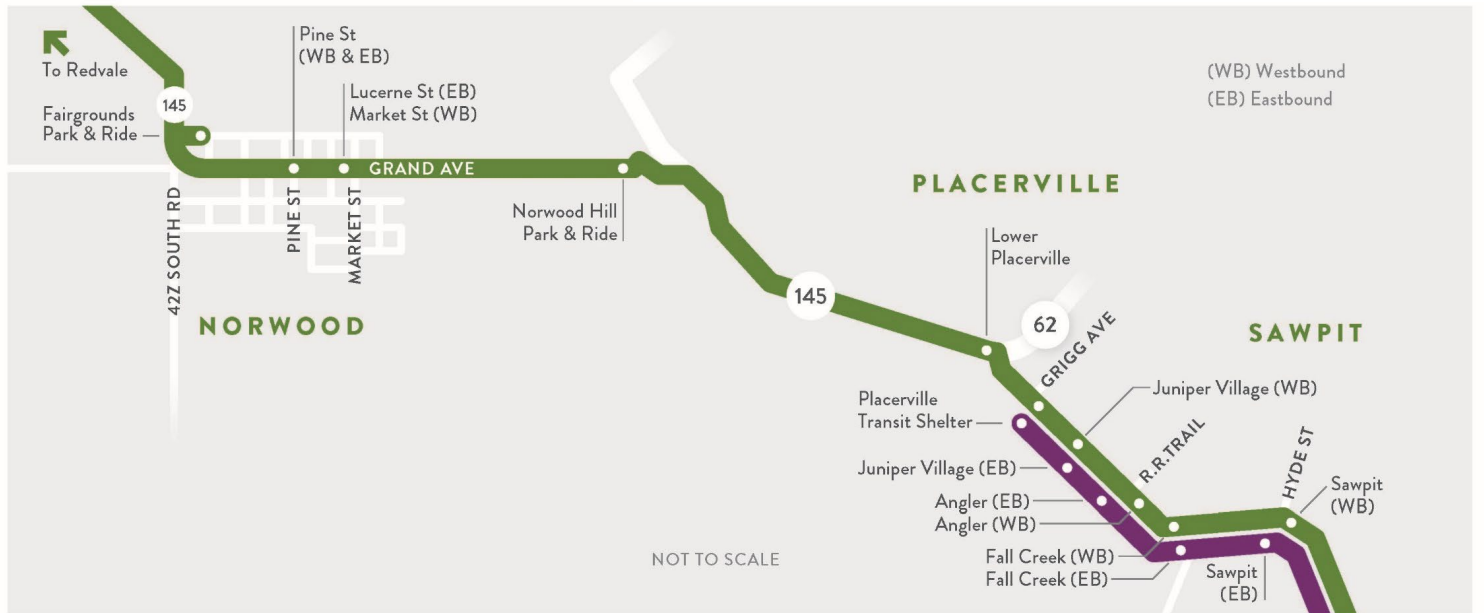 To Redvale
145
Fairgrounds
Park & Ride
Pine St
(WB & EB)
Lucerne St (EB)
Market St (WB)
GRAND AVE
42Z SOUTH RD
PINE ST
MARKET ST
NORWOOD
Norwood Hill
Park & Ride
(WB) Westbound
(EB) Eastbound
PLACERVILLE
Lower
Placerville
145
62
GRIGG AVE
SAWPIT
Placerville
Transit Shelter
Juniper Village (WB)
Juniper Village (EB)
R.R.TRAIL
Angler (EB)
Angler (WB)
HYDE ST
Sawpit
(WB)
Fall Creek (WB)
Fall Creek (EB)
Sawpit
(EB)
NOT TO SCALE